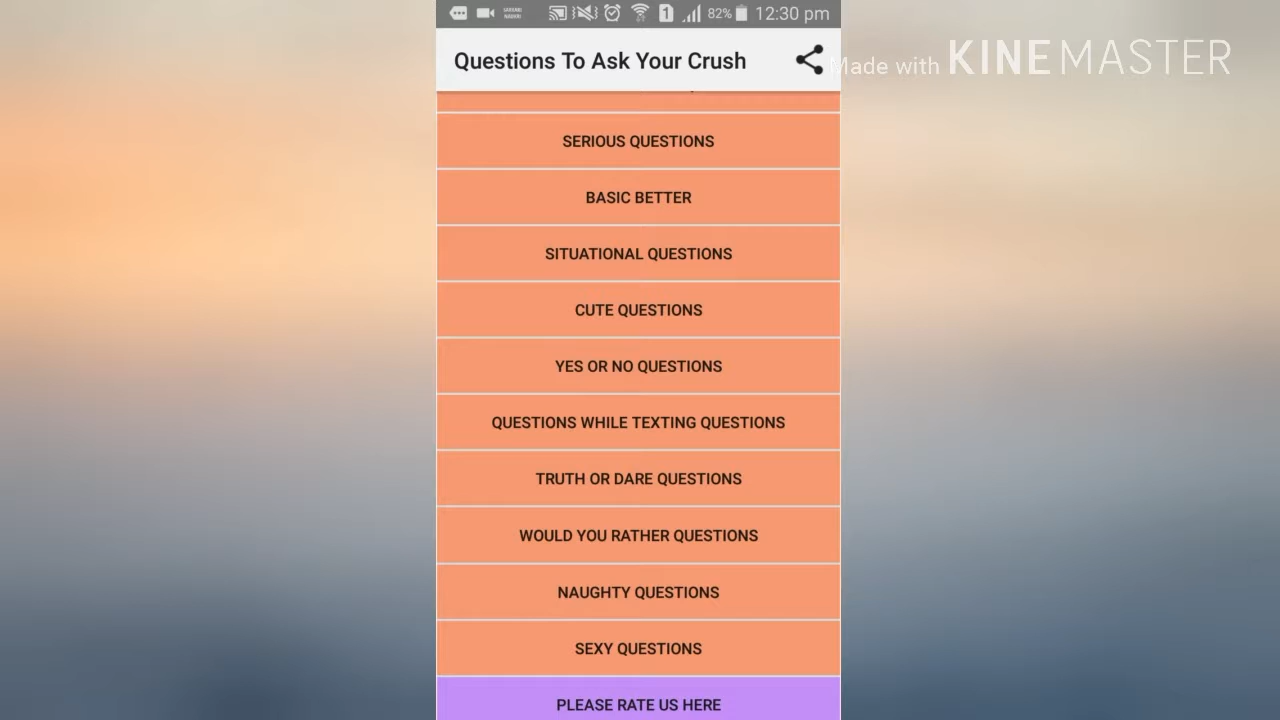 82% 12:30 pm
Questions To Ask Your Crush
Made with KINEMASTER
SERIOUS QUESTIONS
BASIC BETTER
SITUATIONAL QUESTIONS
CUTE QUESTIONS
YES OR NO QUESTIONS
QUESTIONS WHILE TEXTING QUESTIONS
TRUTH OR DARE QUESTIONS
WOULD YOU RATHER QUESTIONS
NAUGHTY QUESTIONS
SEXY QUESTIONS
PLEASE RATE US HERE